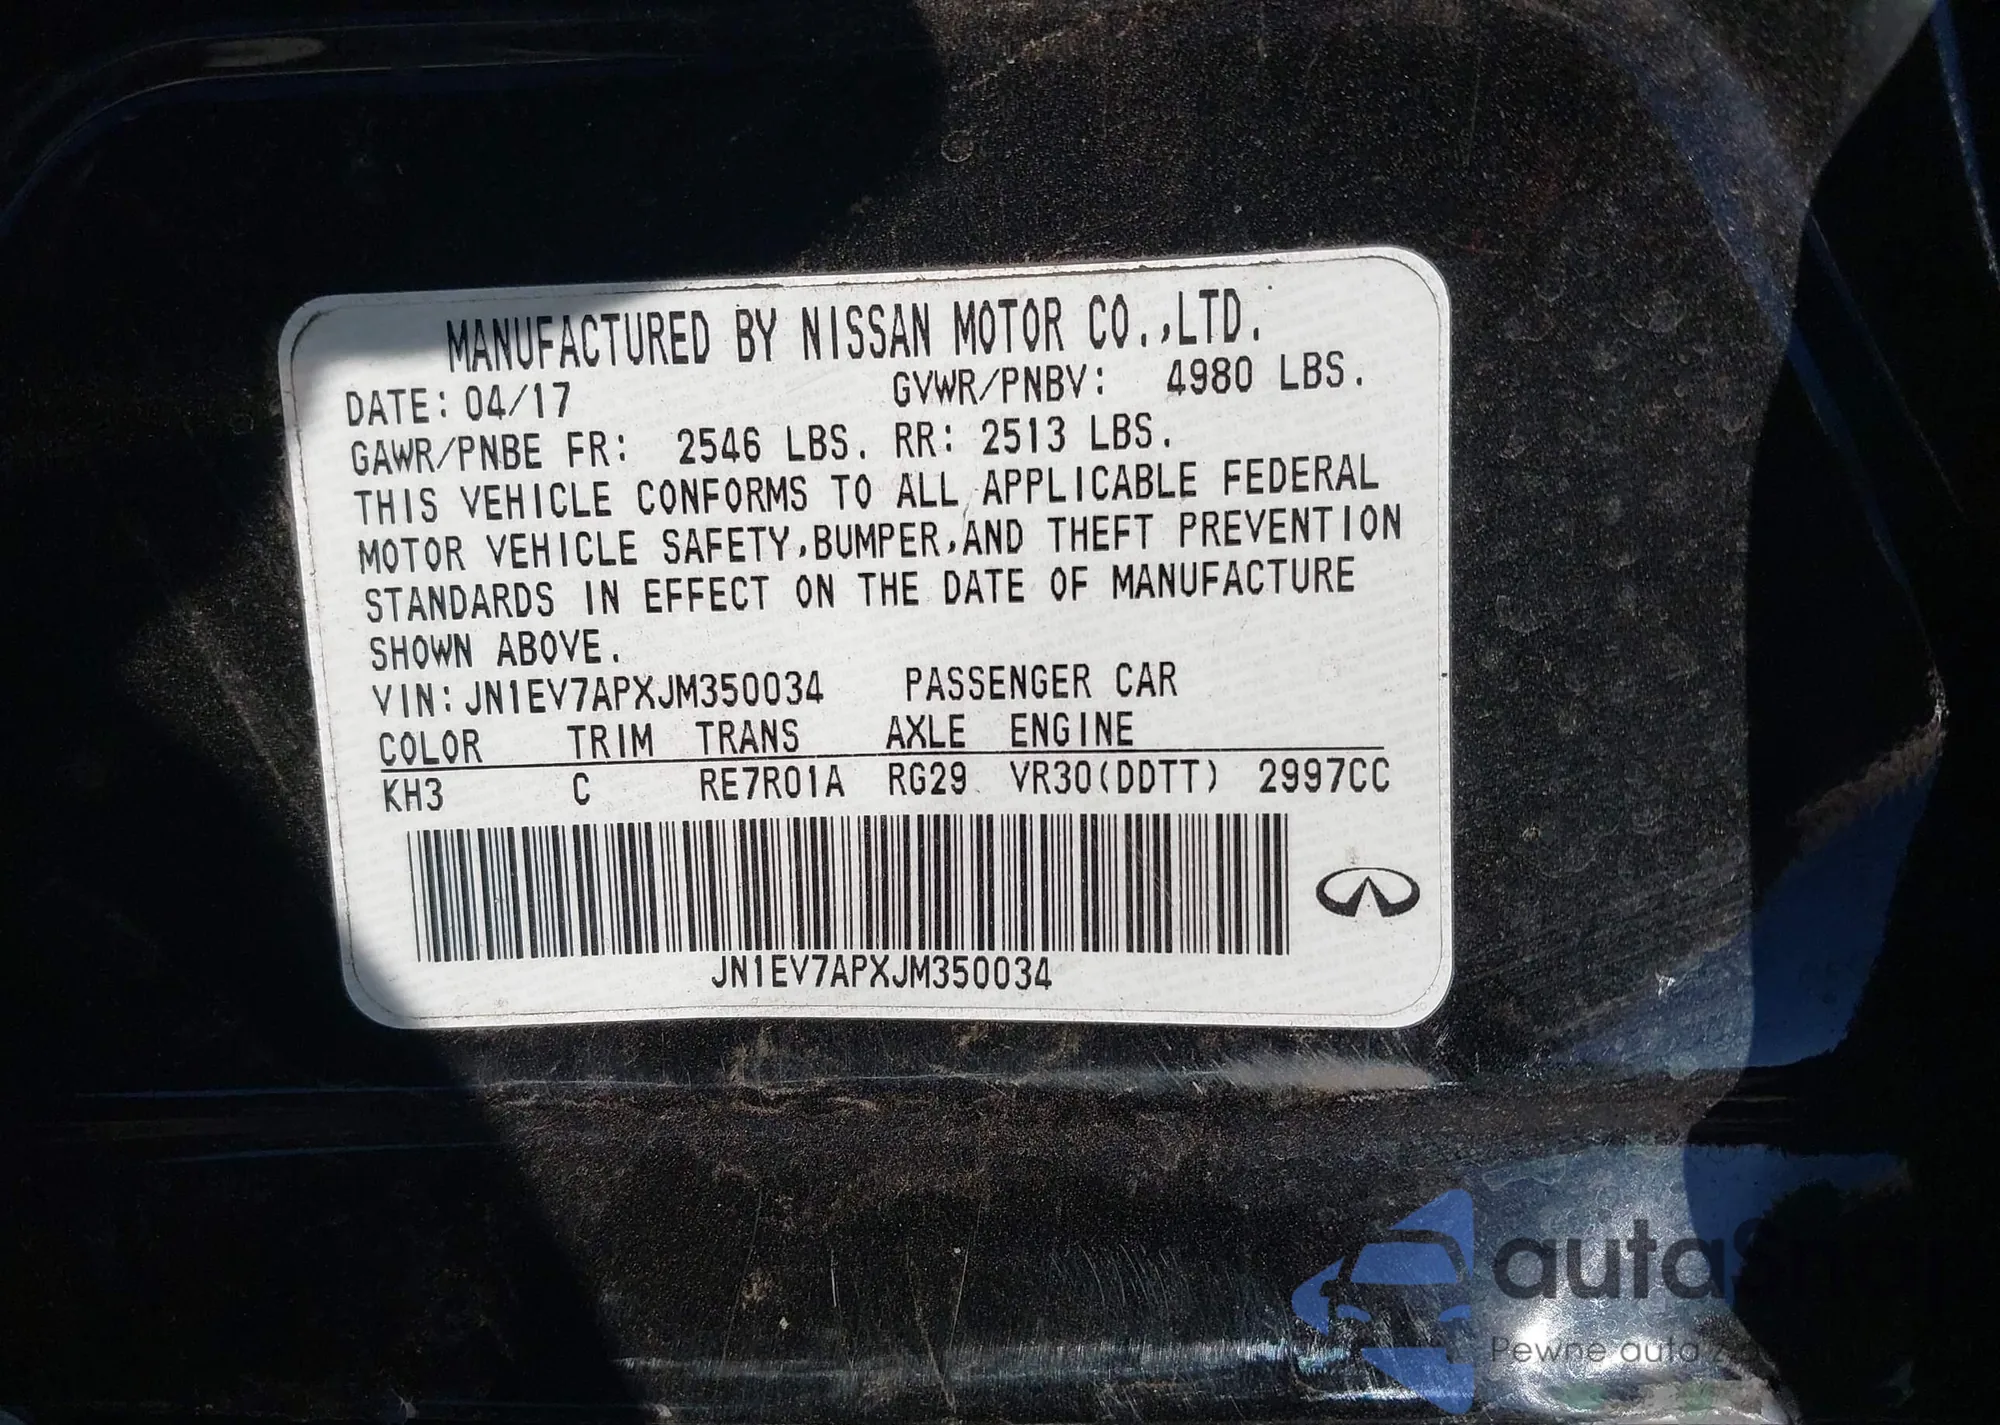 MANUFACTURED BY NISSAN MOTOR CO.,LTD.
DATE: 04/17 GVWR/PNBV: 4980 LBS.
GAWR/PNBE FR: 2546 LBS. RR: 2513 LBS.
THIS VEHICLE CONFORMS TO ALL APPLICABLE FEDERAL
MOTOR VEHICLE SAFETY,BUMPER,AND THEFT PREVENTION
STANDARDS IN EFFECT ON THE DATE OF MANUFACTURE
SHOWN ABOVE.
VIN:JN1EV7APXJM350034 PASSENGER CAR
COLOR TRIM TRANS AXLE ENGINE
KH3 C RE7R01A RG29 VR30(DDTT) 2997CC
JN1EV7APXJM350034
Pewne auto